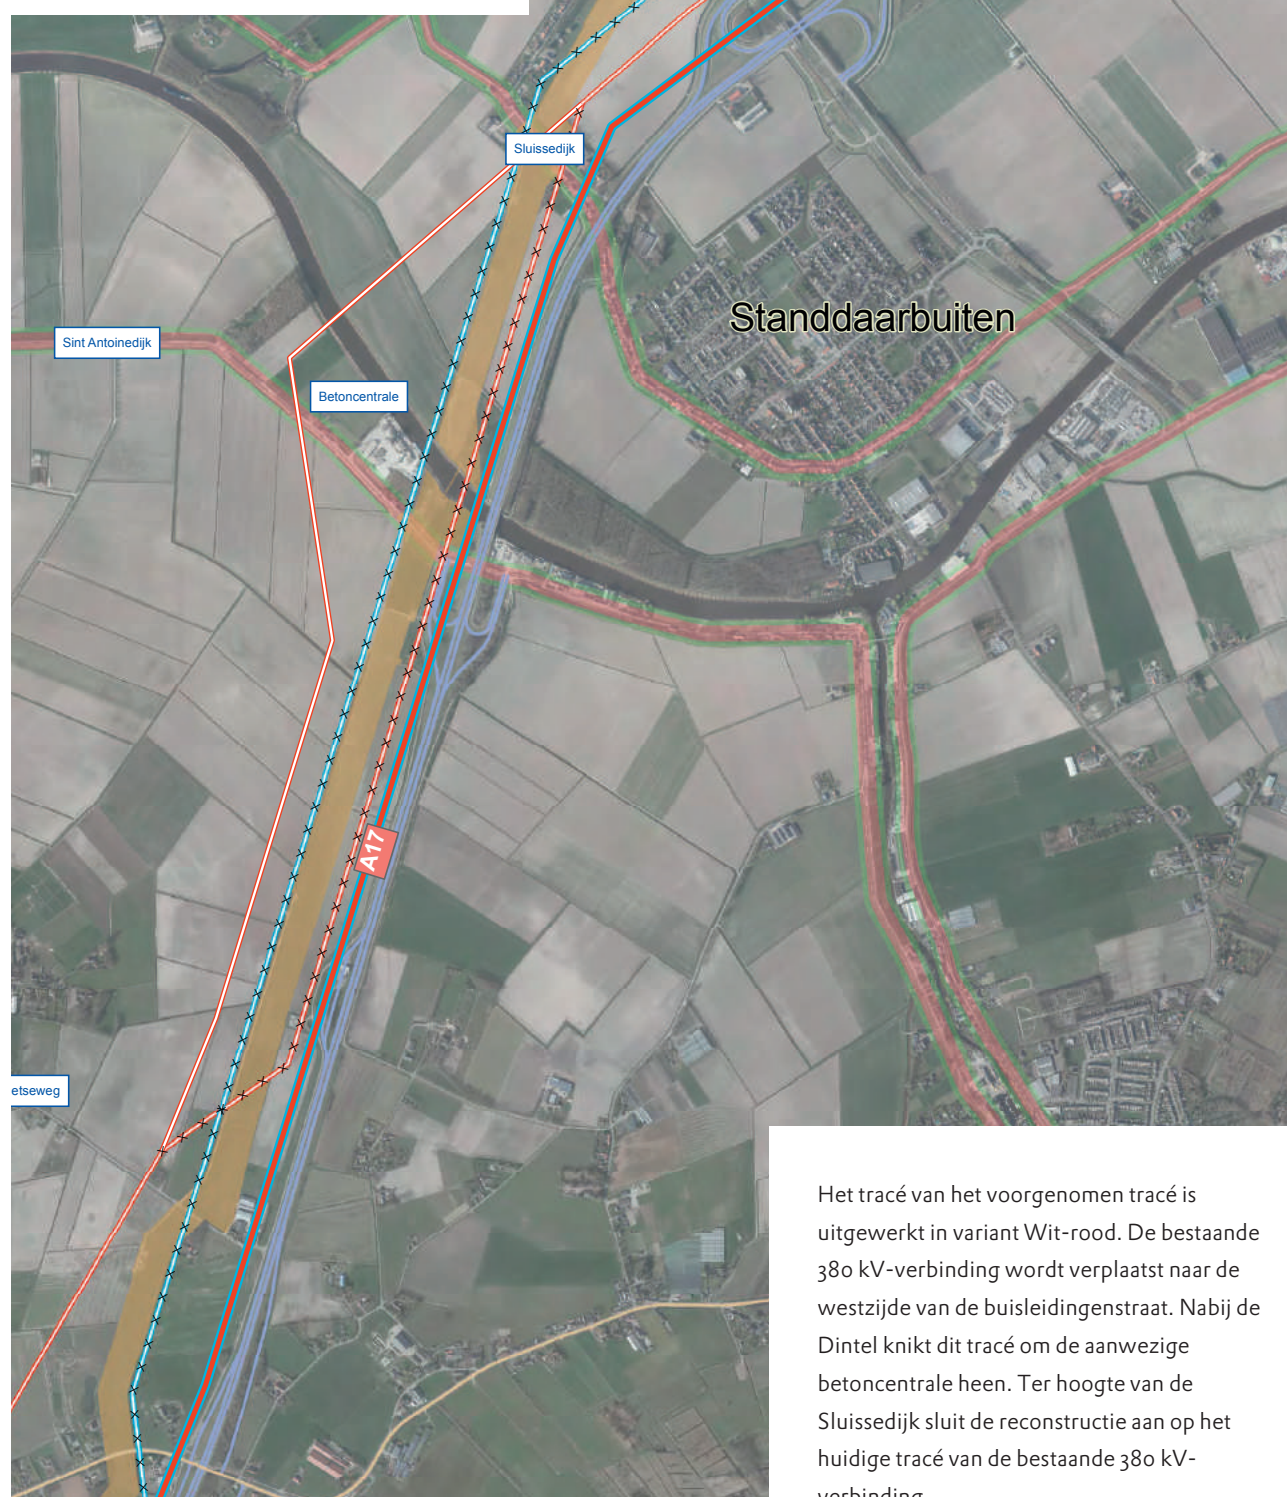 Sluissedijk
Standdaarbuiten
Sint Antoinedijk
Betoncentrale
A17
etseweg
Het tracé van het voorgenomen tracé is
uitgewerkt in variant Wit-rood. De bestaande
380 kV-verbinding wordt verplaatst naar de
westzijde van de buisleidingenstraat. Nabij de
Dintel knikt dit tracé om de aanwezige
betoncentrale heen. Ter hoogte van de
Sluissedijk sluit de reconstructie aan op het
huidige tracé van de bestaande 380 kV-
verbinding